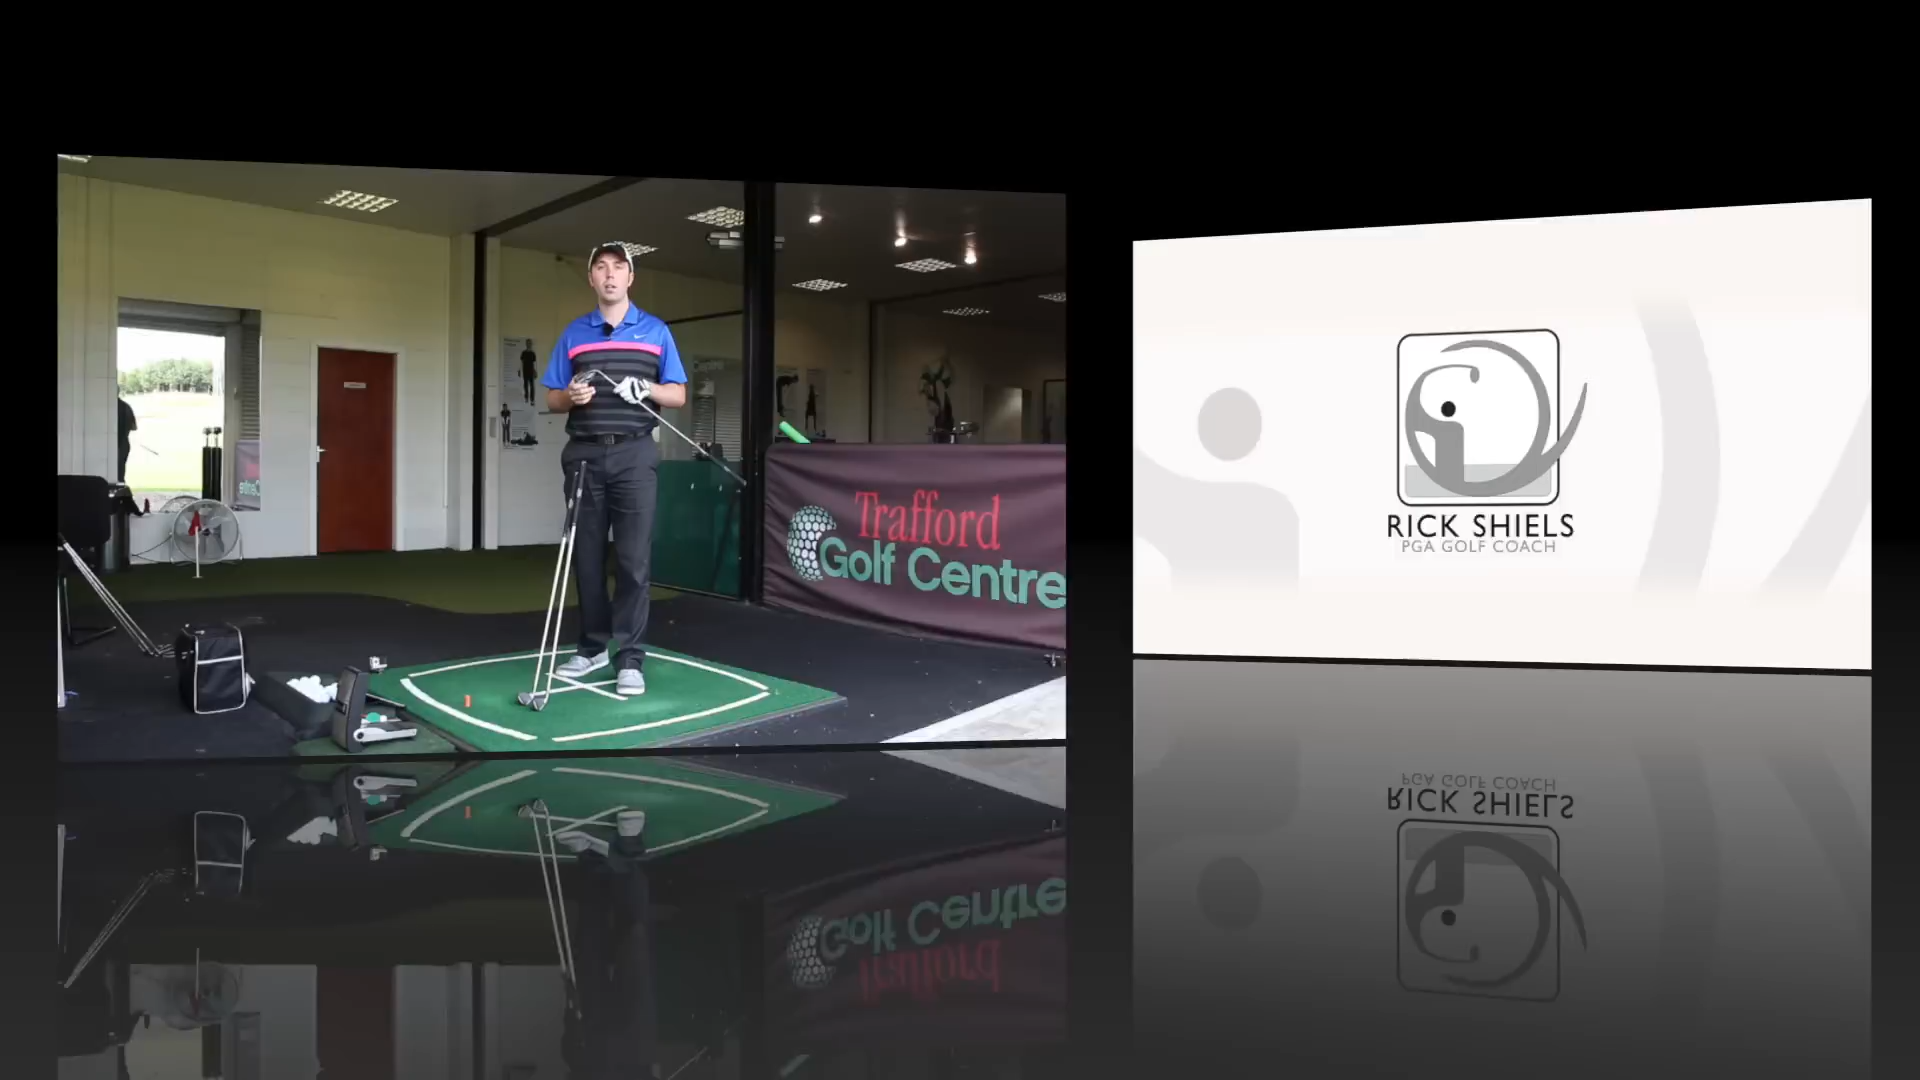 Trafford
Golf Centre
RICK SHIELS
PGA GOLF COACH